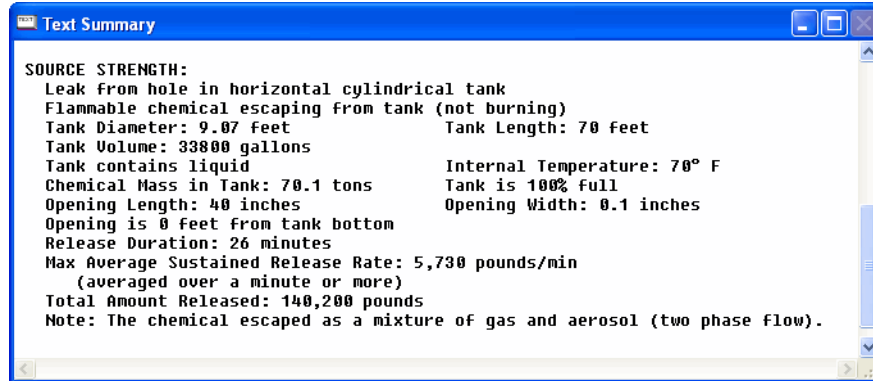 Text Summary
SOURCE STRENGTH:
Leak from hole in horizontal cylindrical tank
Flammable chemical escaping from tank (not burning)
Tank Diameter: 9.07 feet Tank Length: 70 feet
Tank Volume: 33800 gallons
Tank contains liquid Internal Temperature: 70° F
Chemical Mass in Tank: 70.1 tons Tank is 100% full
Opening Length: 40 inches Opening Width: 0.1 inches
Opening is 0 feet from tank bottom
Release Duration: 26 minutes
Max Average Sustained Release Rate: 5,730 pounds/min
(averaged over a minute or more)
Total Amount Released: 140,200 pounds
Note: The chemical escaped as a mixture of gas and aerosol (two phase flow).